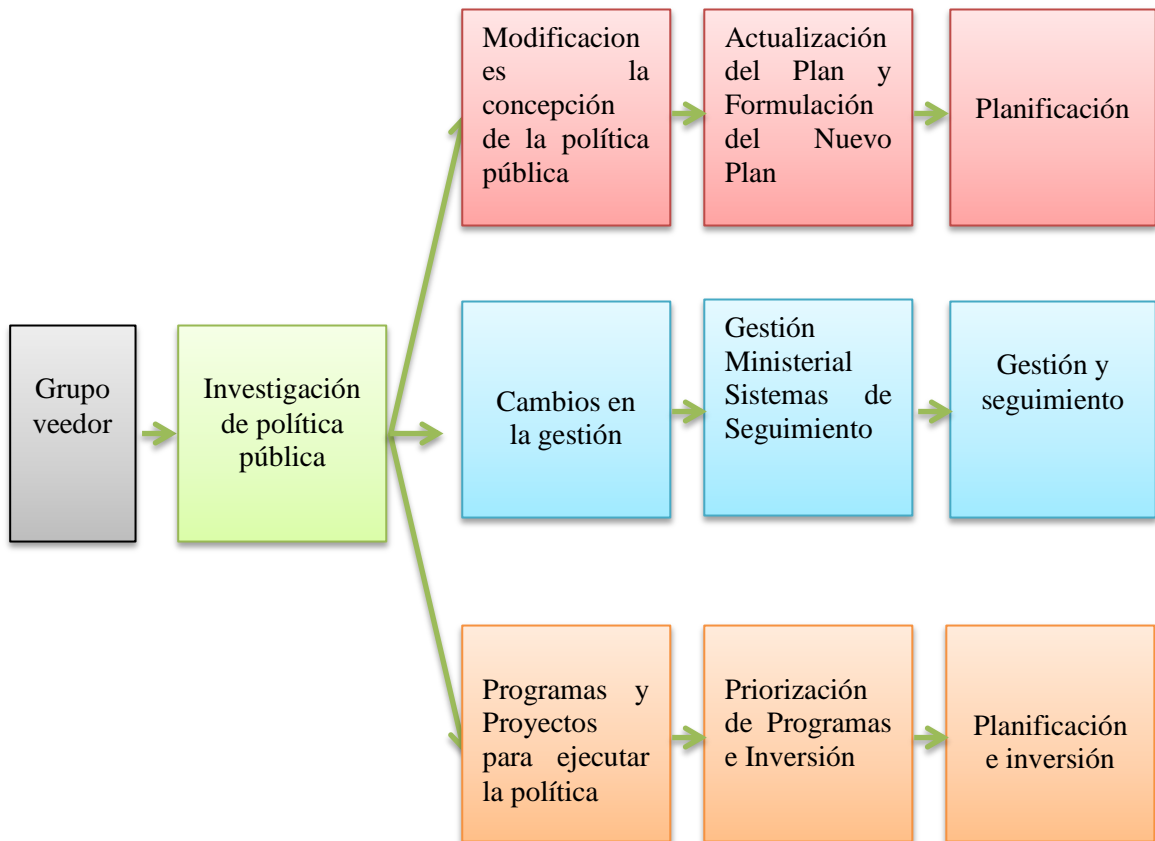 Modificacion
es la
concepción
de la política
pública
Actualización
del Plan y
Formulación
del Nuevo
Plan
Planificación
Grupo
veedor
Investigación
de política
pública
Cambios en
la gestión
Gestión
Ministerial
Sistemas de
Seguimiento
Gestión y
seguimiento
Programas y
Proyectos
para ejecutar
la política
Priorización
de Programas
e Inversión
Planificación
e inversión